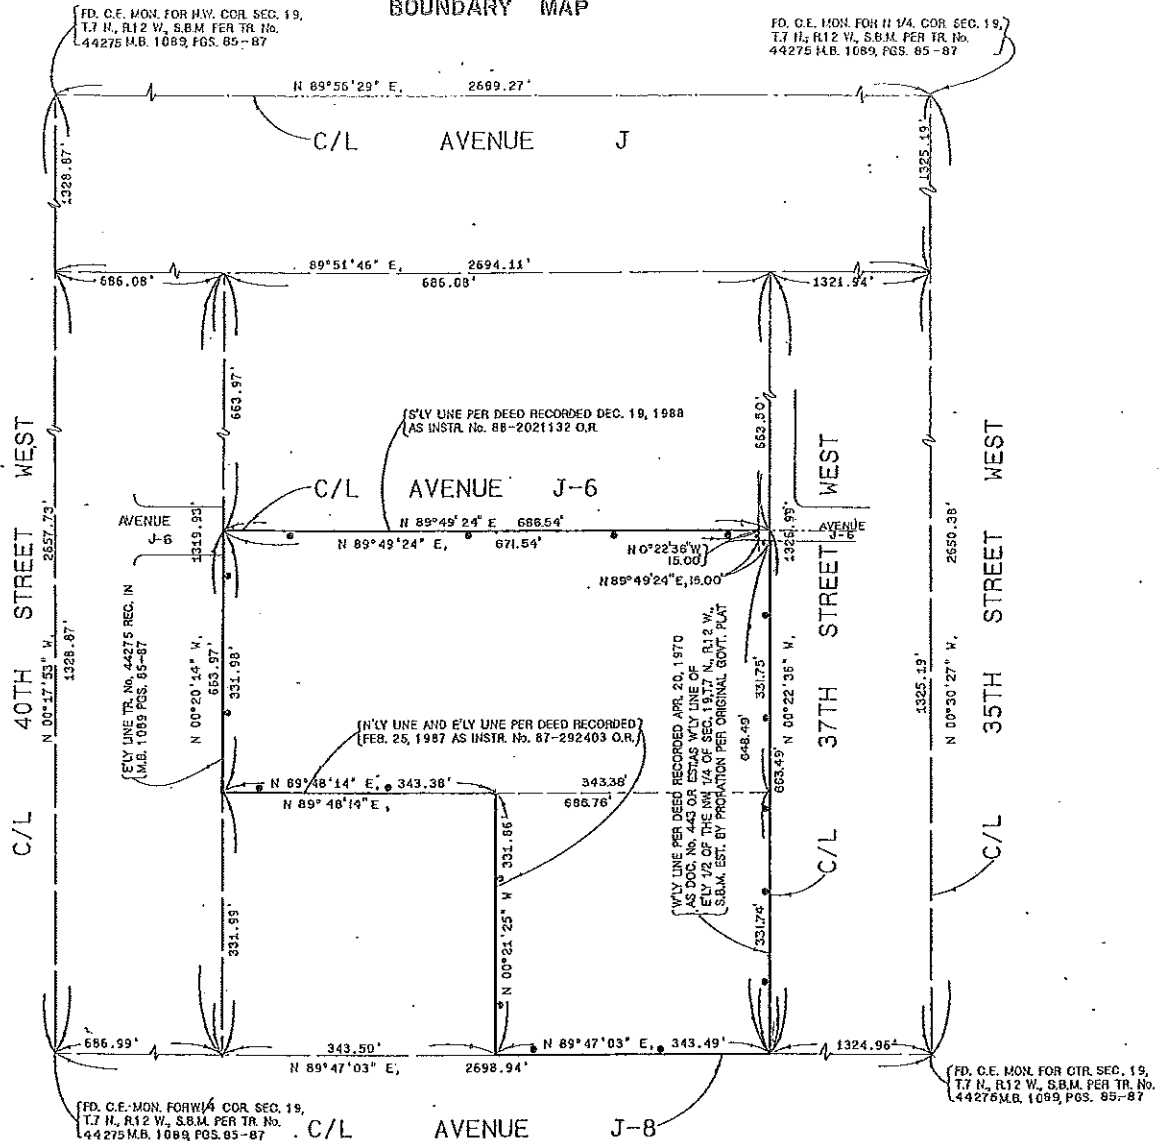 BOUNDARY MAP
FD. C.E. MON. FOR N.W. COR. SEC. 19,
T.7 N., R.12 W., S.B.M. PER TR. No.
44275 M.B. 1089, PGS. 85-87
FD. C.E. MON. FOR N 1/4. COR. SEC. 19,
T.7 N., R.12 W., S.B.M. PER TR. No.
44275 M.B. 1089, PGS. 85-87
N 89°56'29" E, 2699.27'
C/L AVENUE J
1328.87'
1325.19'
89°51'46" E, 2694.11'
686.08'
686.08'
1321.94'
663.97'
663.50'
S'LY LINE PER DEED RECORDED DEC. 19, 1988
AS INSTR. No. 88-2021132 O.R.
C/L AVENUE J-6
AVENUE
J-6
N 89°49'24" E 686.54'
N 89°49'24" E, 671.54'
N 0°22'36" W
15.00'
N 89°49'24" E, 15.00'
AVENUE
J-6
C/L 40TH STREET WEST
N 00°17'53" W, 2657.73'
1328.87'
E'LY LINE TR. No. 44275 REC. IN
M.B. 1089 PGS. 85-87
N 00°20'14" W, 1319.93'
663.97'
331.98'
331.99'
N'LY LINE AND E'LY LINE PER DEED RECORDED
FEB. 25, 1987 AS INSTR. No. 87-292403 O.R.
N 89°48'14" E, 343.38'
343.38'
N 89°48'14" E, 686.76'
N 00°21'25" W 331.86'
W'LY LINE PER DEED RECORDED APR. 20, 1970
AS DOC. No. 443 O.R. EST. AS W'LY LINE OF
E'LY 1/2 OF THE NW 1/4 OF SEC. 19, T.7 N., R.12 W.,
S.B.M. EST. BY PRORATION PER ORIGINAL GOVT. PLAT
648.49'
331.75'
331.74'
663.49'
N 00°22'36" W,
C/L 37TH STREET WEST
1325.19'
N 00°30'27" W, 2650.38'
C/L 35TH STREET WEST
686.99'
343.50'
N 89°47'03" E, 343.49'
1324.96'
N 89°47'03" E, 2698.94'
FD. C.E. MON. FOR W1/4 COR. SEC. 19,
T.7 N., R.12 W., S.B.M. PER TR. No.
44275 M.B. 1089, PGS. 85-87
C/L AVENUE J-8
FD. C.E. MON. FOR CTR. SEC. 19,
T.7 N., R.12 W., S.B.M. PER TR. No.
44275 M.B. 1089, PGS. 85-87